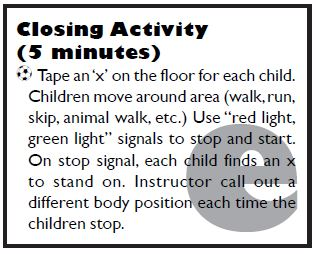 Closing Activity
(5 minutes)
Tape an 'x' on the floor for each child.
Children move around area (walk, run,
skip, animal walk, etc.) Use “red light,
green light” signals to stop and start.
On stop signal, each child finds an x
to stand on. Instructor call out a
different body position each time the
children stop.
e